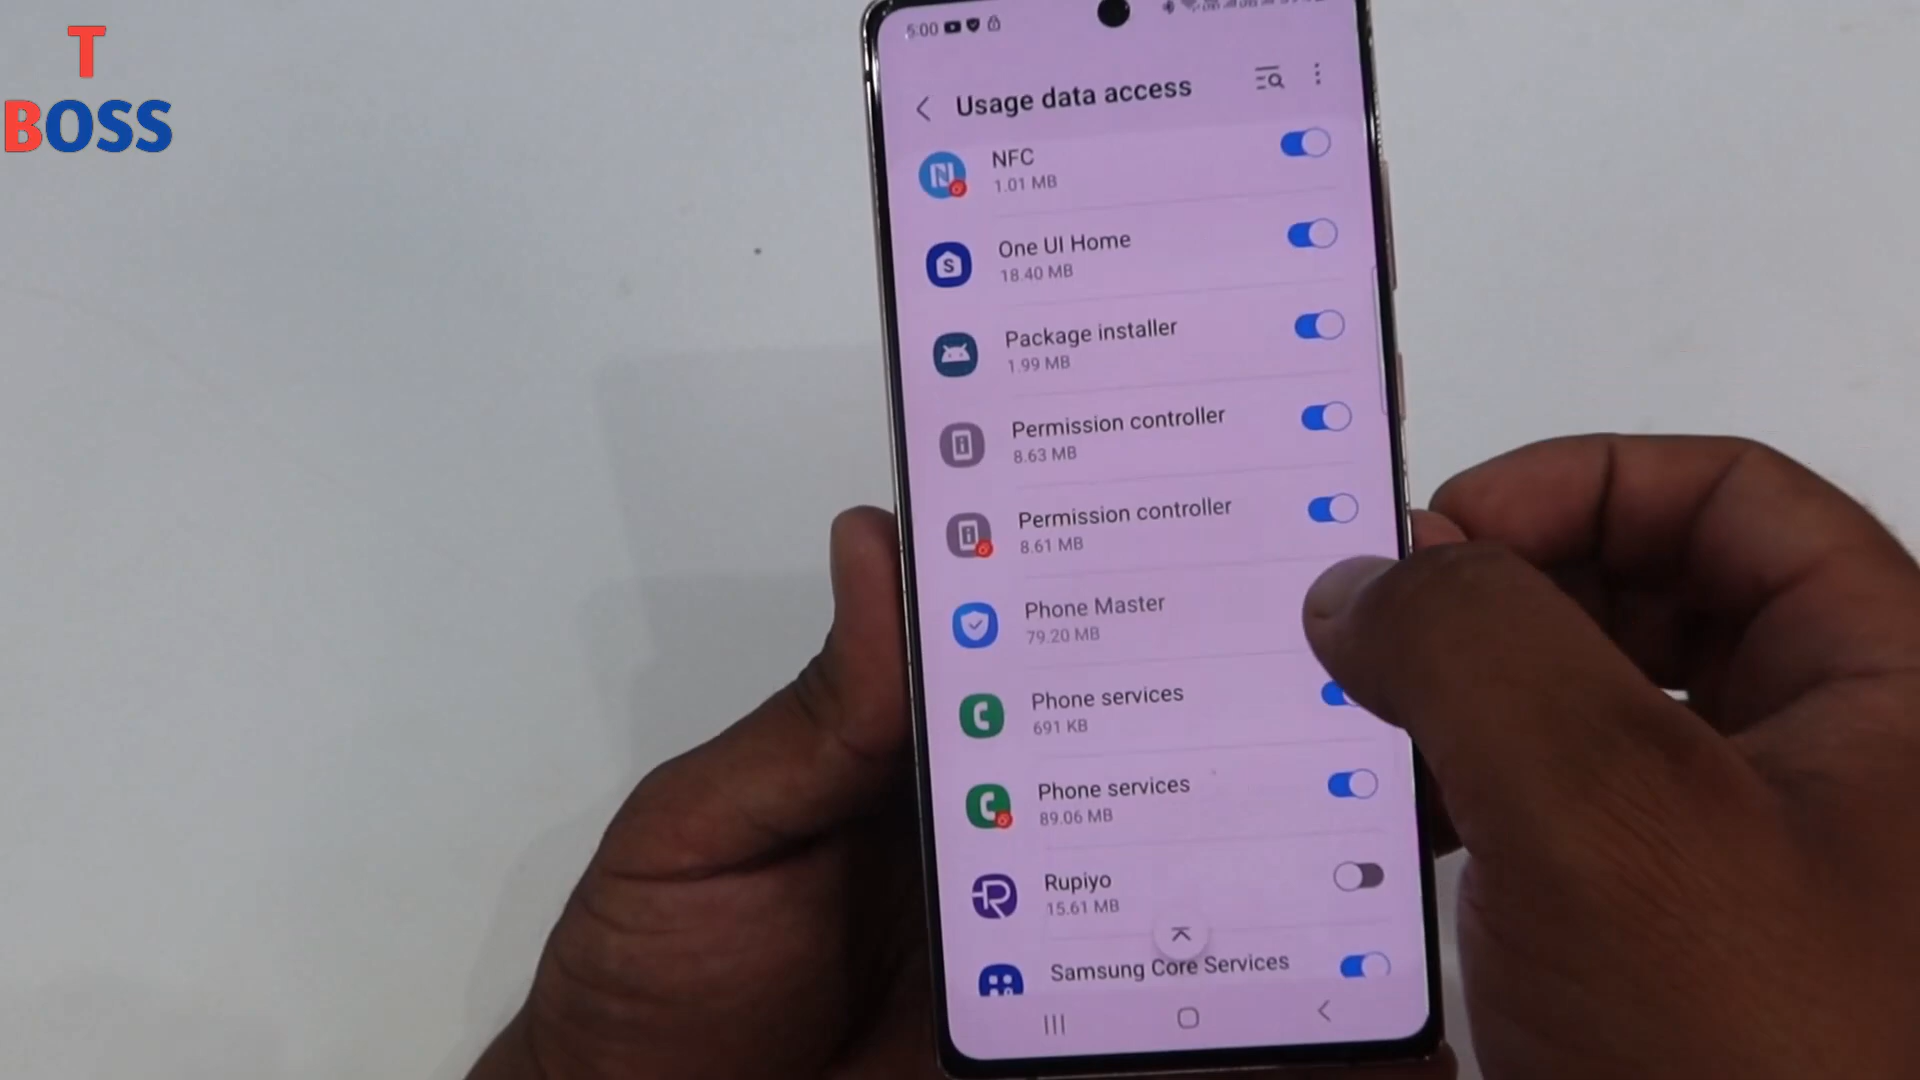 T
BOSS
5:00
Usage data access
NFC
1.01 MB
One UI Home
18.40 MB
Package installer
1.99 MB
Permission controller
8.63 MB
Permission controller
8.61 MB
Phone Master
79.20 MB
Phone services
691 KB
Phone services
89.06 MB
Rupiyo
15.61 MB
Samsung Core Services